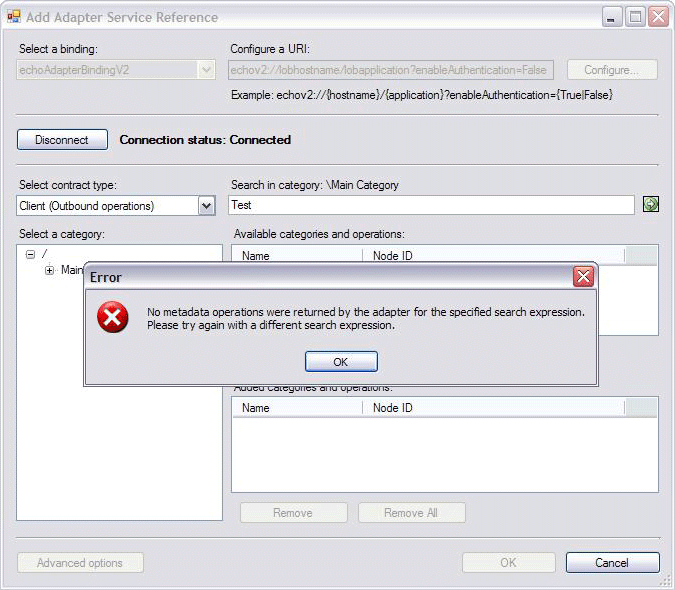 Add Adapter Service Reference
Select a binding:
Configure a URI:
echoAdapterBindingV2
echov2://lobhostname/lobapplication?enableAuthentication=False
Configure...
Example: echov2://{hostname}/{application}?enableAuthentication={True|False}
Disconnect
Connection status: Connected
Select contract type:
Search in category: \Main Category
Client (Outbound operations)
Test
Select a category:
Available categories and operations:
/
Name
Node ID
Main
Error
No metadata operations were returned by the adapter for the specified search expression.
Please try again with a different search expression.
OK
Added categories and operations:
Name
Node ID
Remove
Remove All
Advanced options
OK
Cancel